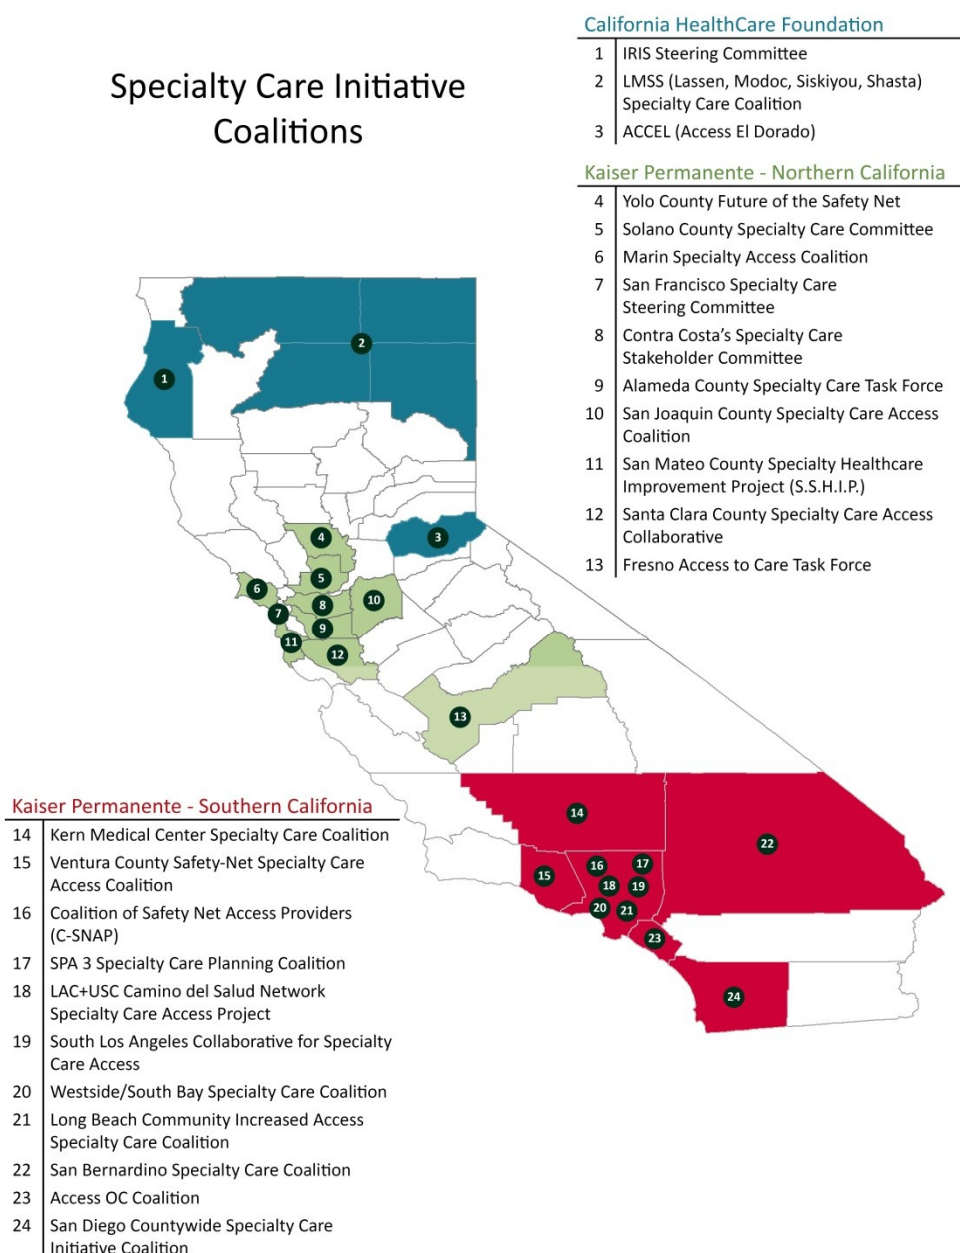 Specialty Care Initiative
Coalitions
California HealthCare Foundation
1 IRIS Steering Committee
2 LMSS (Lassen, Modoc, Siskiyou, Shasta)
Specialty Care Coalition
3 ACCEL (Access El Dorado)
Kaiser Permanente - Northern California
4 Yolo County Future of the Safety Net
5 Solano County Specialty Care Committee
6 Marin Specialty Access Coalition
7 San Francisco Specialty Care
Steering Committee
8 Contra Costa's Specialty Care
Stakeholder Committee
9 Alameda County Specialty Care Task Force
10 San Joaquin County Specialty Care Access
Coalition
11 San Mateo County Specialty Healthcare
Improvement Project (S.S.H.I.P.)
12 Santa Clara County Specialty Care Access
Collaborative
13 Fresno Access to Care Task Force
2
1
4
3
5
6
8
10
7
9
11
12
13
14
22
16
17
15
18
19
20
21
23
24
Kaiser Permanente - Southern California
14 Kern Medical Center Specialty Care Coalition
15 Ventura County Safety-Net Specialty Care
Access Coalition
16 Coalition of Safety Net Access Providers
(C-SNAP)
17 SPA 3 Specialty Care Planning Coalition
18 LAC+USC Camino del Salud Network
Specialty Care Access Project
19 South Los Angeles Collaborative for Specialty
Care Access
20 Westside/South Bay Specialty Care Coalition
21 Long Beach Community Increased Access
Specialty Care Coalition
22 San Bernardino Specialty Care Coalition
23 Access OC Coalition
24 San Diego Countywide Specialty Care
Initiative Coalition